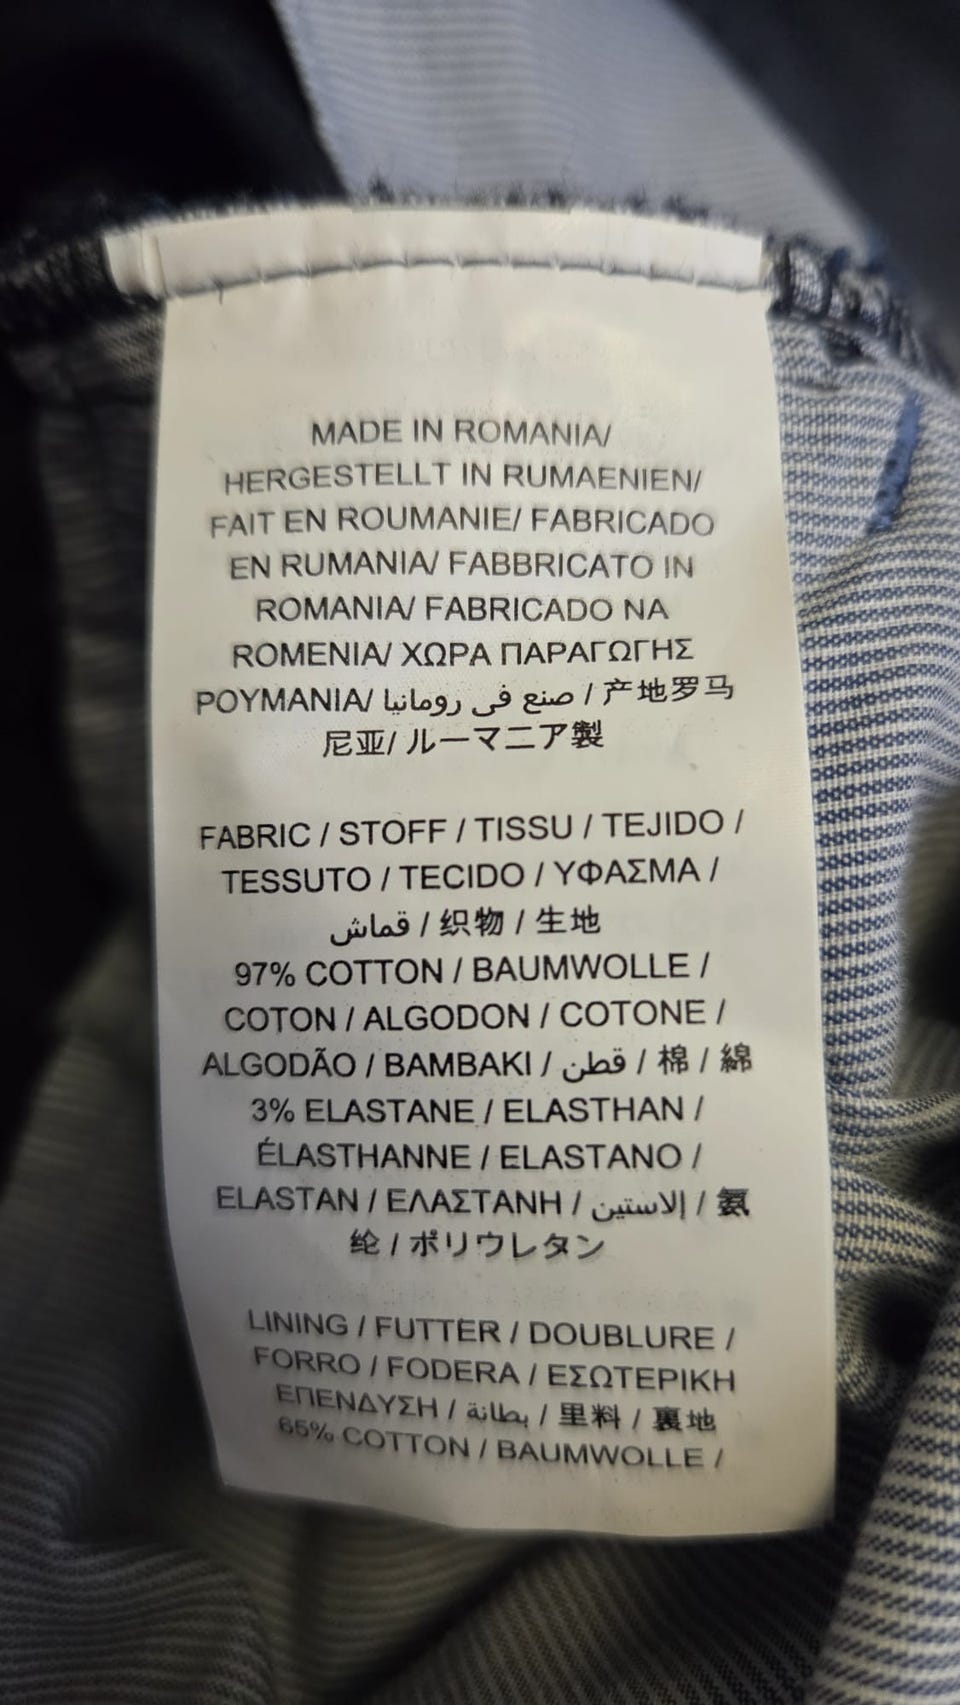 MADE IN ROMANIA/
HERGESTELLT IN RUMAENIEN/
FAIT EN ROUMANIE/ FABRICADO
EN RUMANIA/ FABBRICATO IN
ROMANIA/ FABRICADO NA
ROMENIA/ ΧΩΡΑ ΠΑΡΑΓΩΓΗΣ
ΡΟΥΜΑΝΙΑ/ صنع في رومانيا / 产地罗马
尼亚/ ルーマニア製
FABRIC / STOFF / TISSU / TEJIDO /
TESSUTO / TECIDO / ΥΦΑΣΜΑ /
قماش / 织物 / 生地
97% COTTON / BAUMWOLLE /
COTON / ALGODON / COTONE /
ALGODÃO / BAMBAKI / قطن / 棉 / 綿
3% ELASTANE / ELASTHAN /
ÉLASTHANNE / ELASTANO /
ELASTAN / ΕΛΑΣΤΑΝΗ / إلاستين / 氨
纶 / ポリウレタン
LINING / FUTTER / DOUBLURE /
FORRO / FODERA / ΕΣΩΤΕΡΙΚΗ
ΕΠΕΝΔΥΣΗ / بطانة / 里料 / 裏地
65% COTTON / BAUMWOLLE /